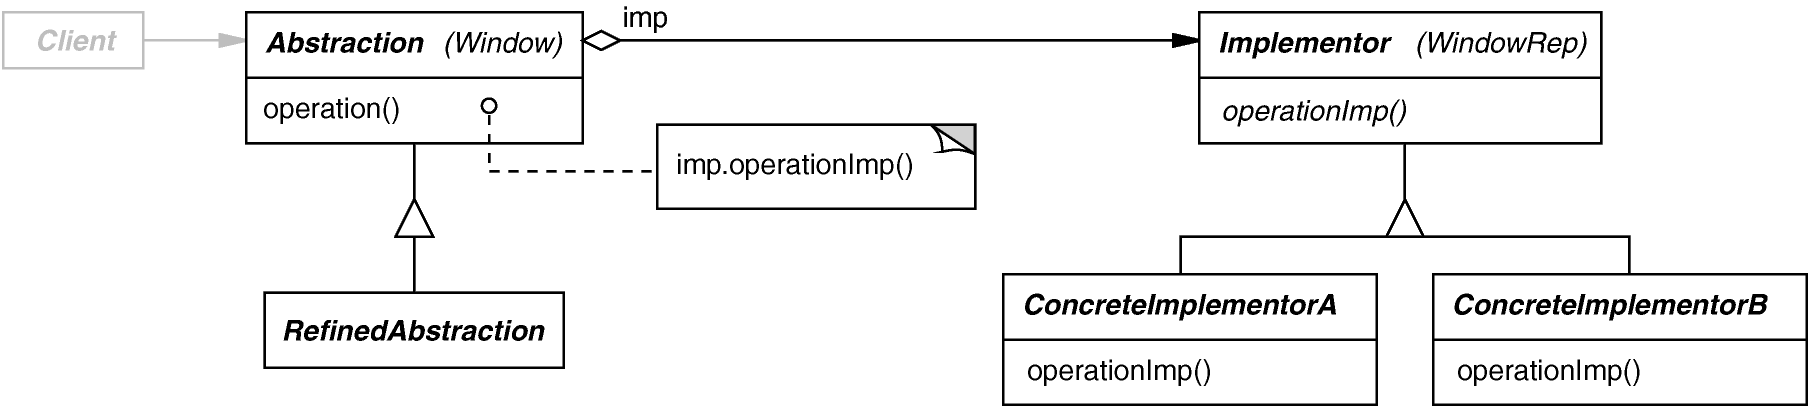 Client
Abstraction (Window)
imp
Implementor (WindowRep)
operation()
operationImp()
imp.operationImp()
RefinedAbstraction
ConcreteImplementorA
ConcreteImplementorB
operationImp()
operationImp()